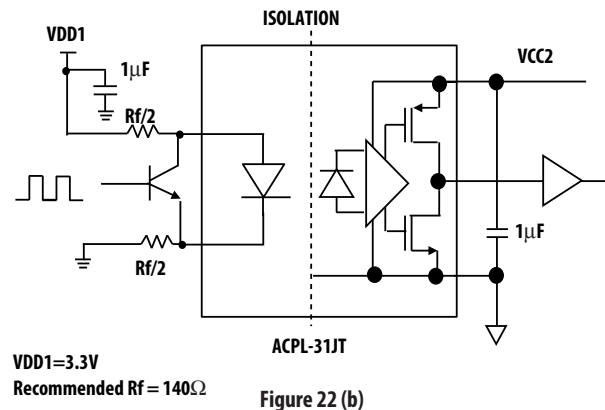 ISOLATION
VDD1
1μF
VCC2
Rf/2
1μF
Rf/2
ACPL-31JT
VDD1=3.3V
Recommended Rf = 140Ω
Figure 22 (b)